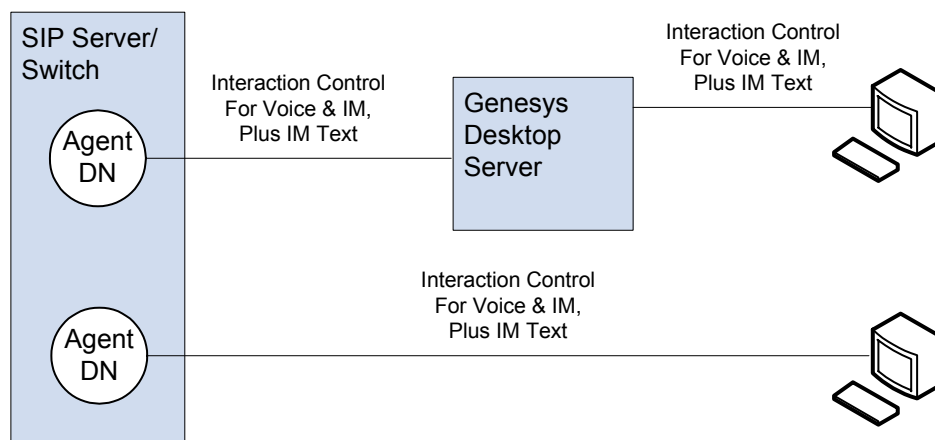 SIP Server/
Switch
Agent
DN
Interaction Control
For Voice & IM,
Plus IM Text
Genesys
Desktop
Server
Interaction Control
For Voice & IM,
Plus IM Text
Agent
DN
Interaction Control
For Voice & IM,
Plus IM Text